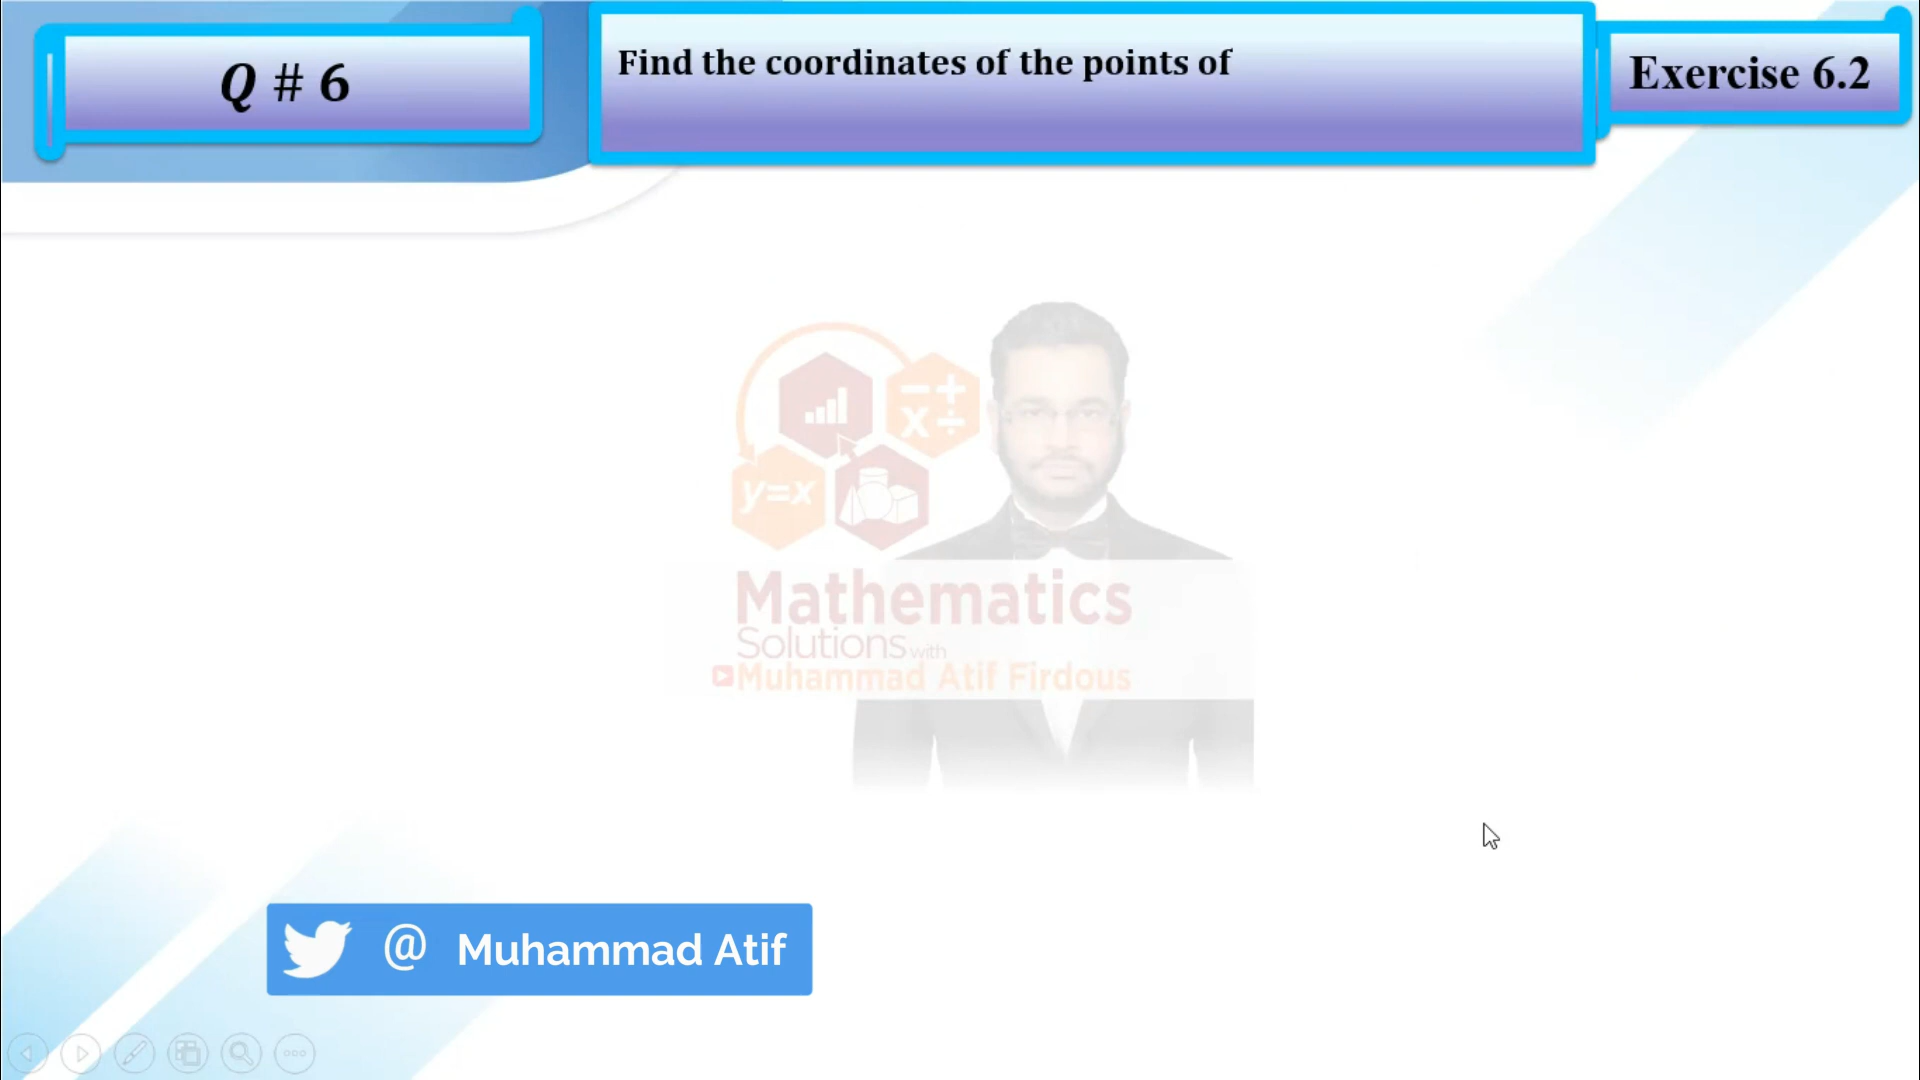 Q # 6
Find the coordinates of the points of
Exercise 6.2
y=x
Mathematics
Solutions with
Muhammad Atif Firdous
@ Muhammad Atif